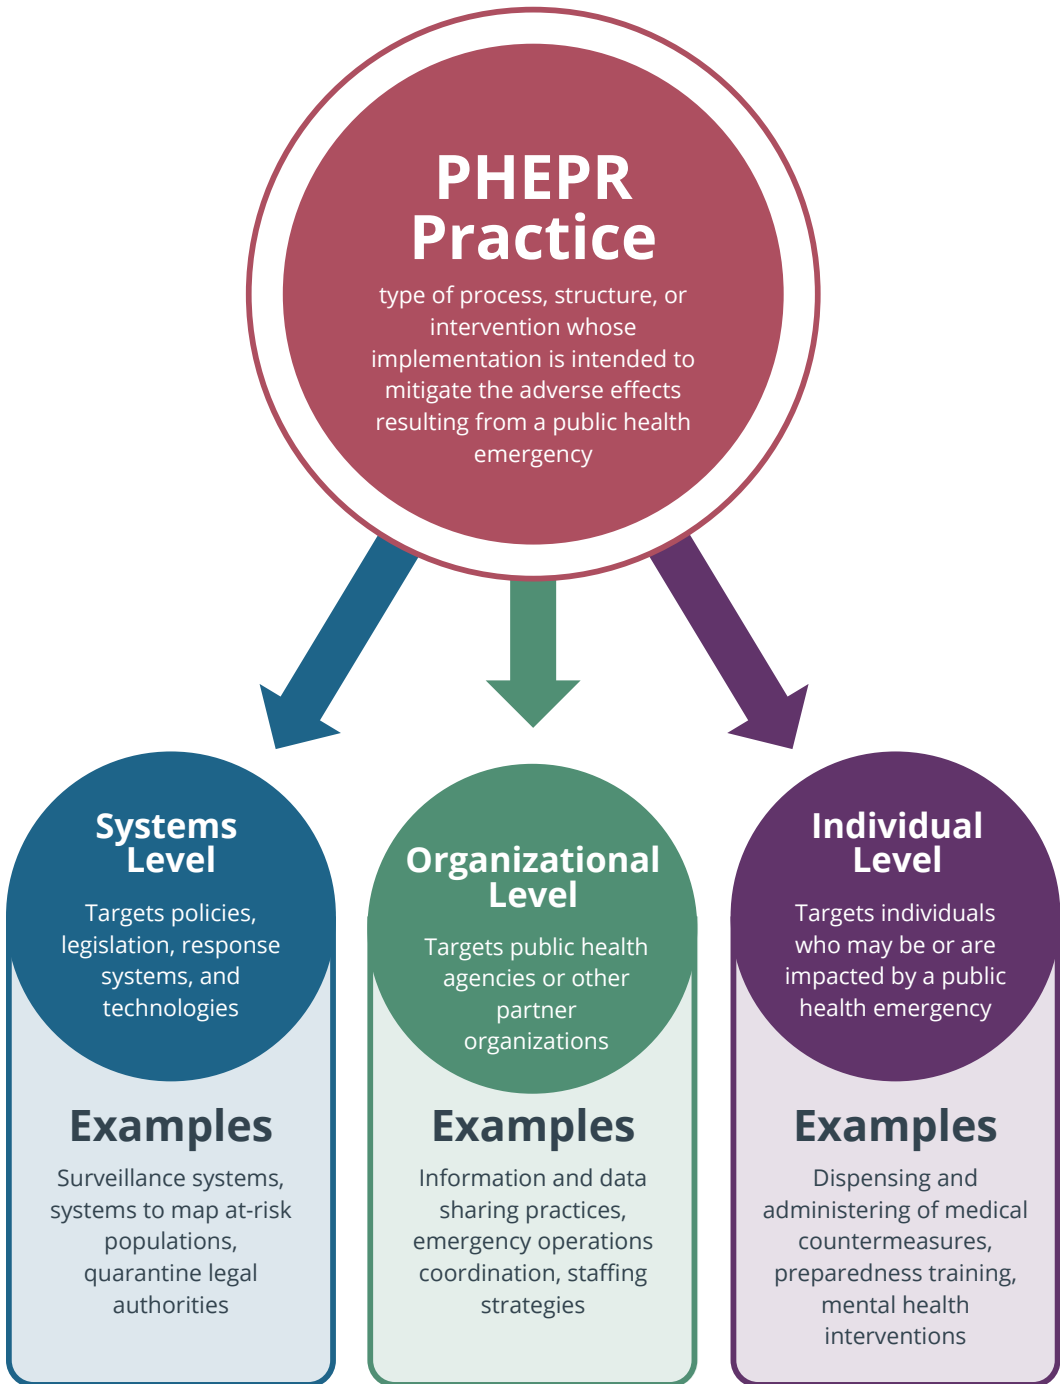 PHEPR
Practice
type of process, structure, or
intervention whose
implementation is intended to
mitigate the adverse effects
resulting from a public health
emergency
Systems
Level
Targets policies,
legislation, response
systems, and
technologies
Examples
Surveillance systems,
systems to map at-risk
populations,
quarantine legal
authorities
Organizational
Level
Targets public health
agencies or other
partner
organizations
Examples
Information and data
sharing practices,
emergency operations
coordination, staffing
strategies
Individual
Level
Targets individuals
who may be or are
impacted by a public
health emergency
Examples
Dispensing and
administering of medical
countermeasures,
preparedness training,
mental health
interventions